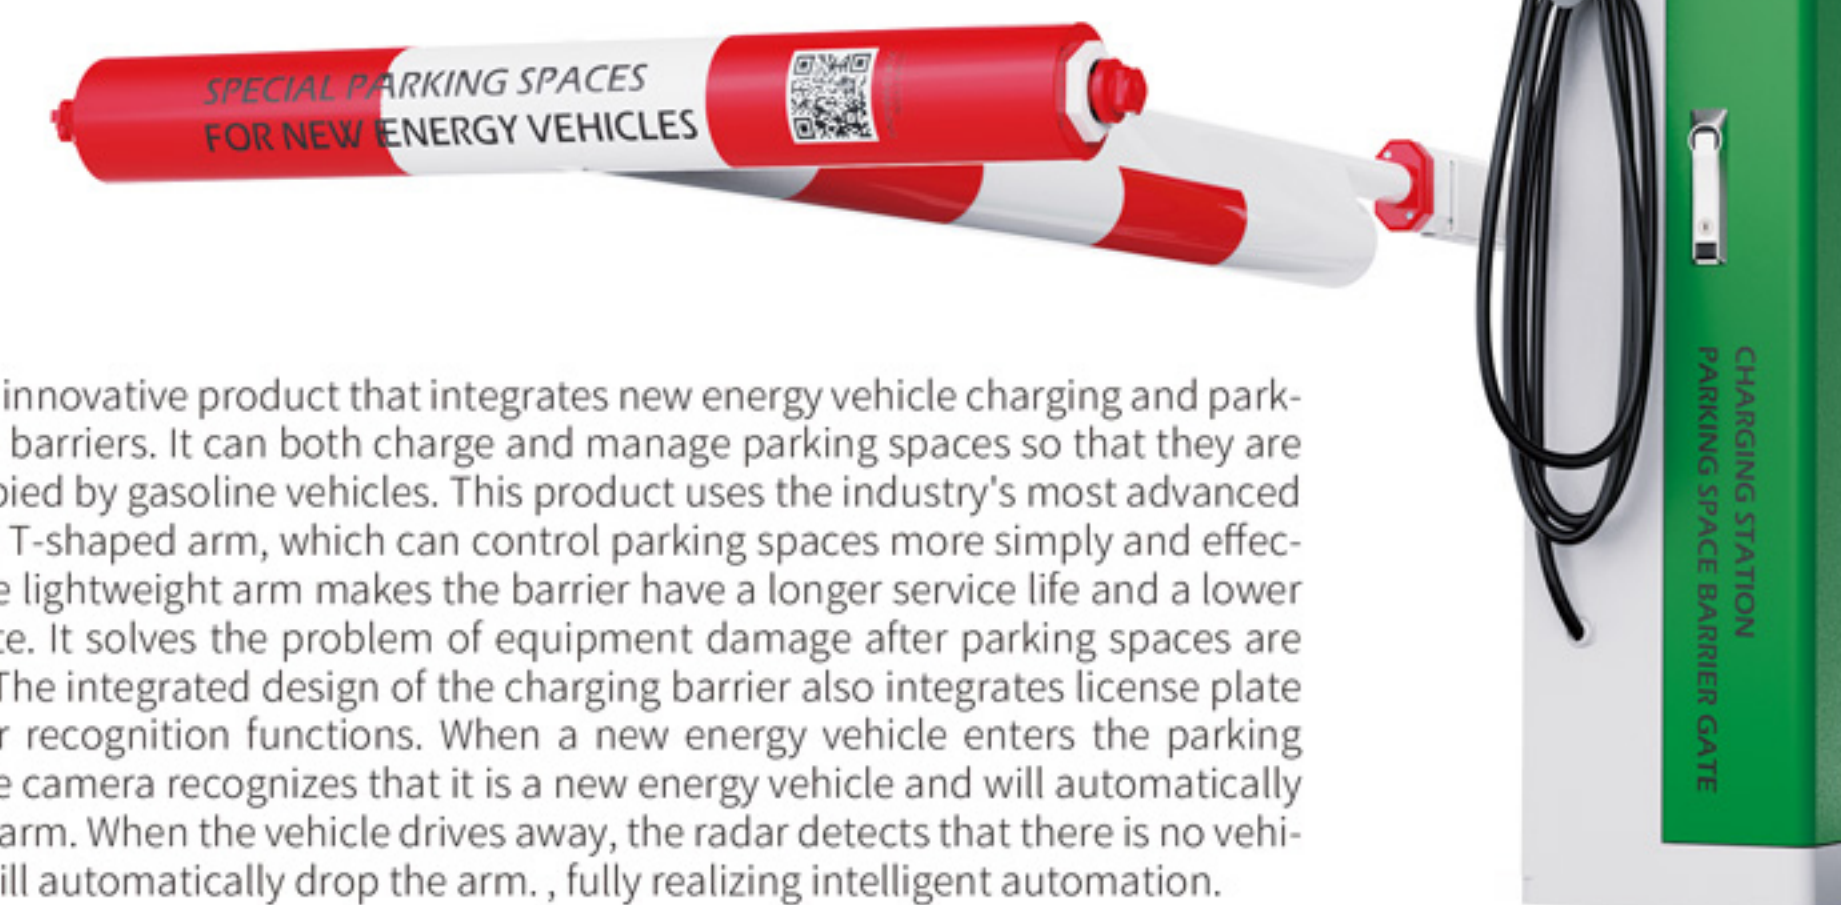 SPECIAL PARKING SPACES
FOR NEW ENERGY VEHICLES
innovative product that integrates new energy vehicle charging and park-
barriers. It can both charge and manage parking spaces so that they are
pied by gasoline vehicles. This product uses the industry's most advanced
T-shaped arm, which can control parking spaces more simply and effec-
e lightweight arm makes the barrier have a longer service life and a lower
te. It solves the problem of equipment damage after parking spaces are
The integrated design of the charging barrier also integrates license plate
r recognition functions. When a new energy vehicle enters the parking
e camera recognizes that it is a new energy vehicle and will automatically
arm. When the vehicle drives away, the radar detects that there is no vehi-
ill automatically drop the arm. , fully realizing intelligent automation.
CHARGING STATION
PARKING SPACE BARRIER GATE